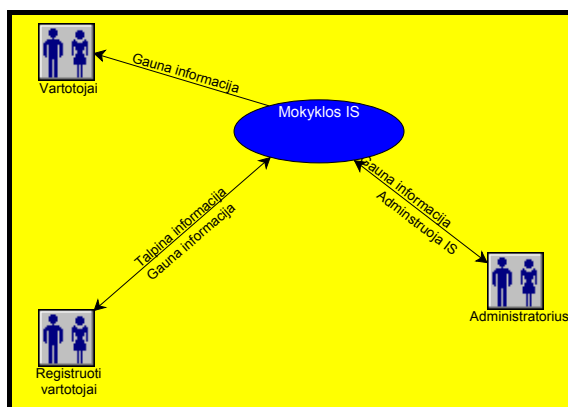 Gauna informacija
Vartotojai
Mokyklos IS
Gauna informacija
Adminstruoja IS
Talpina informacija
Gauna informacija
Administratorius
Registruoti
vartotojai